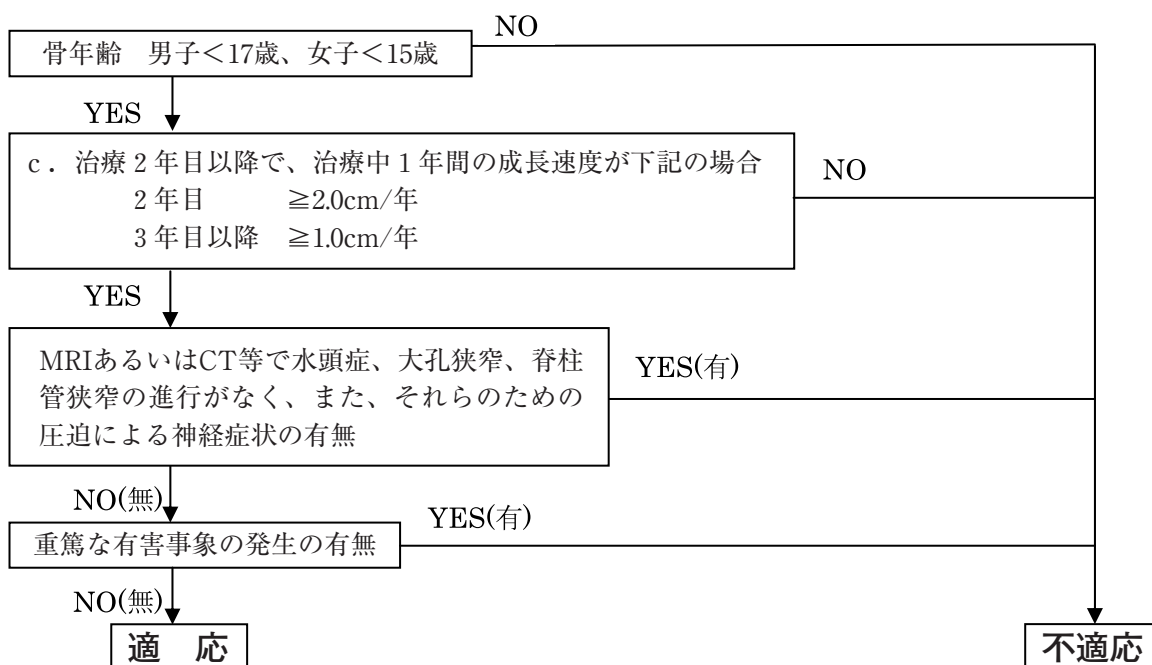 NO
骨年齢　男子＜17歳、女子＜15歳
YES
c．治療２年目以降で、治療中１年間の成長速度が下記の場合
NO
２年目　≧2.0cm/年
３年目以降　≧1.0cm/年
YES
MRIあるいはCT等で水頭症、大孔狭窄、脊柱
YES(有)
管狭窄の進行がなく、また、それらのための
圧迫による神経症状の有無
NO(無)
YES(有)
重篤な有害事象の発生の有無
NO(無)
適　応
不適応